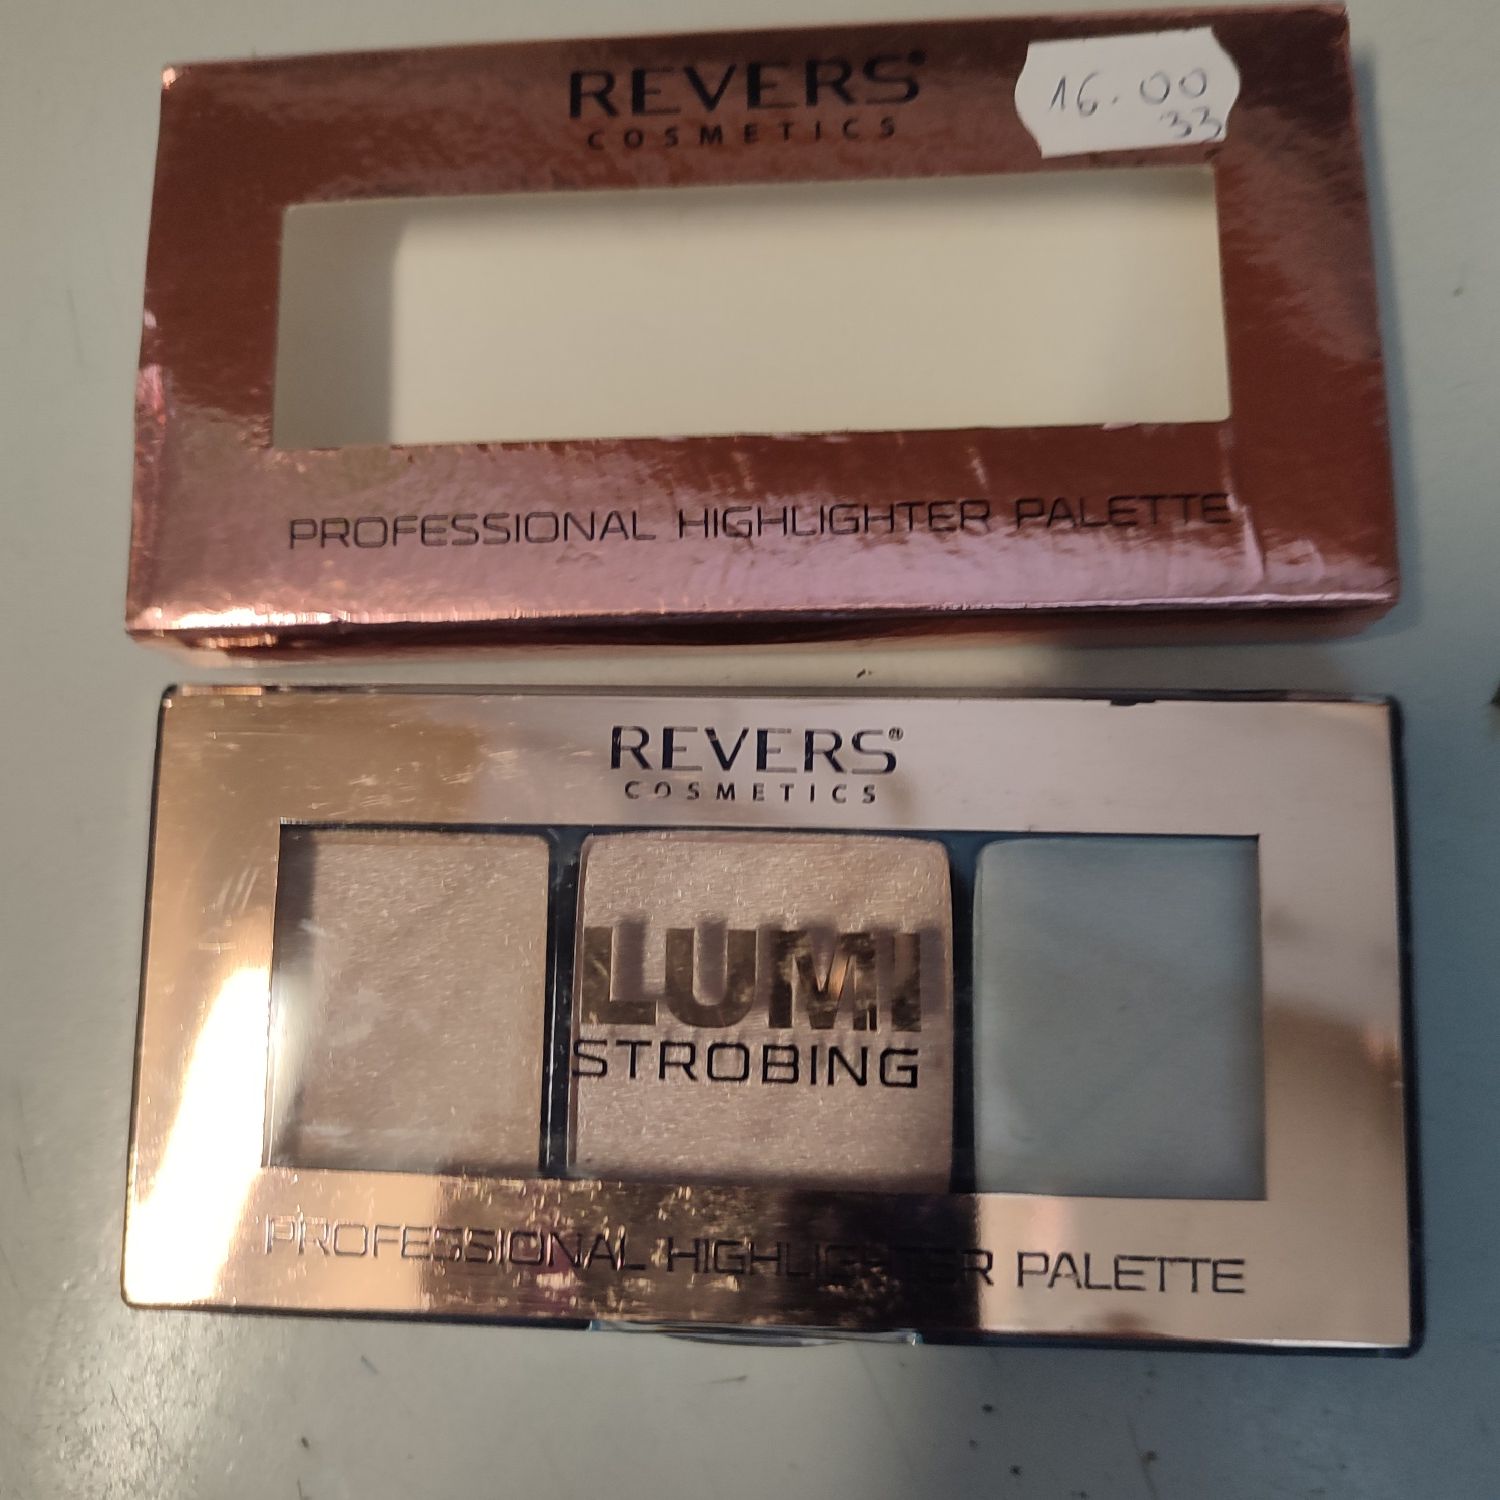 REVERS®
COSMETICS
16.00
33
PROFESSIONAL HIGHLIGHTER PALETTE
REVERS®
COSMETICS
LUMI
STROBING
PROFESSIONAL HIGHLIGHTER PALETTE